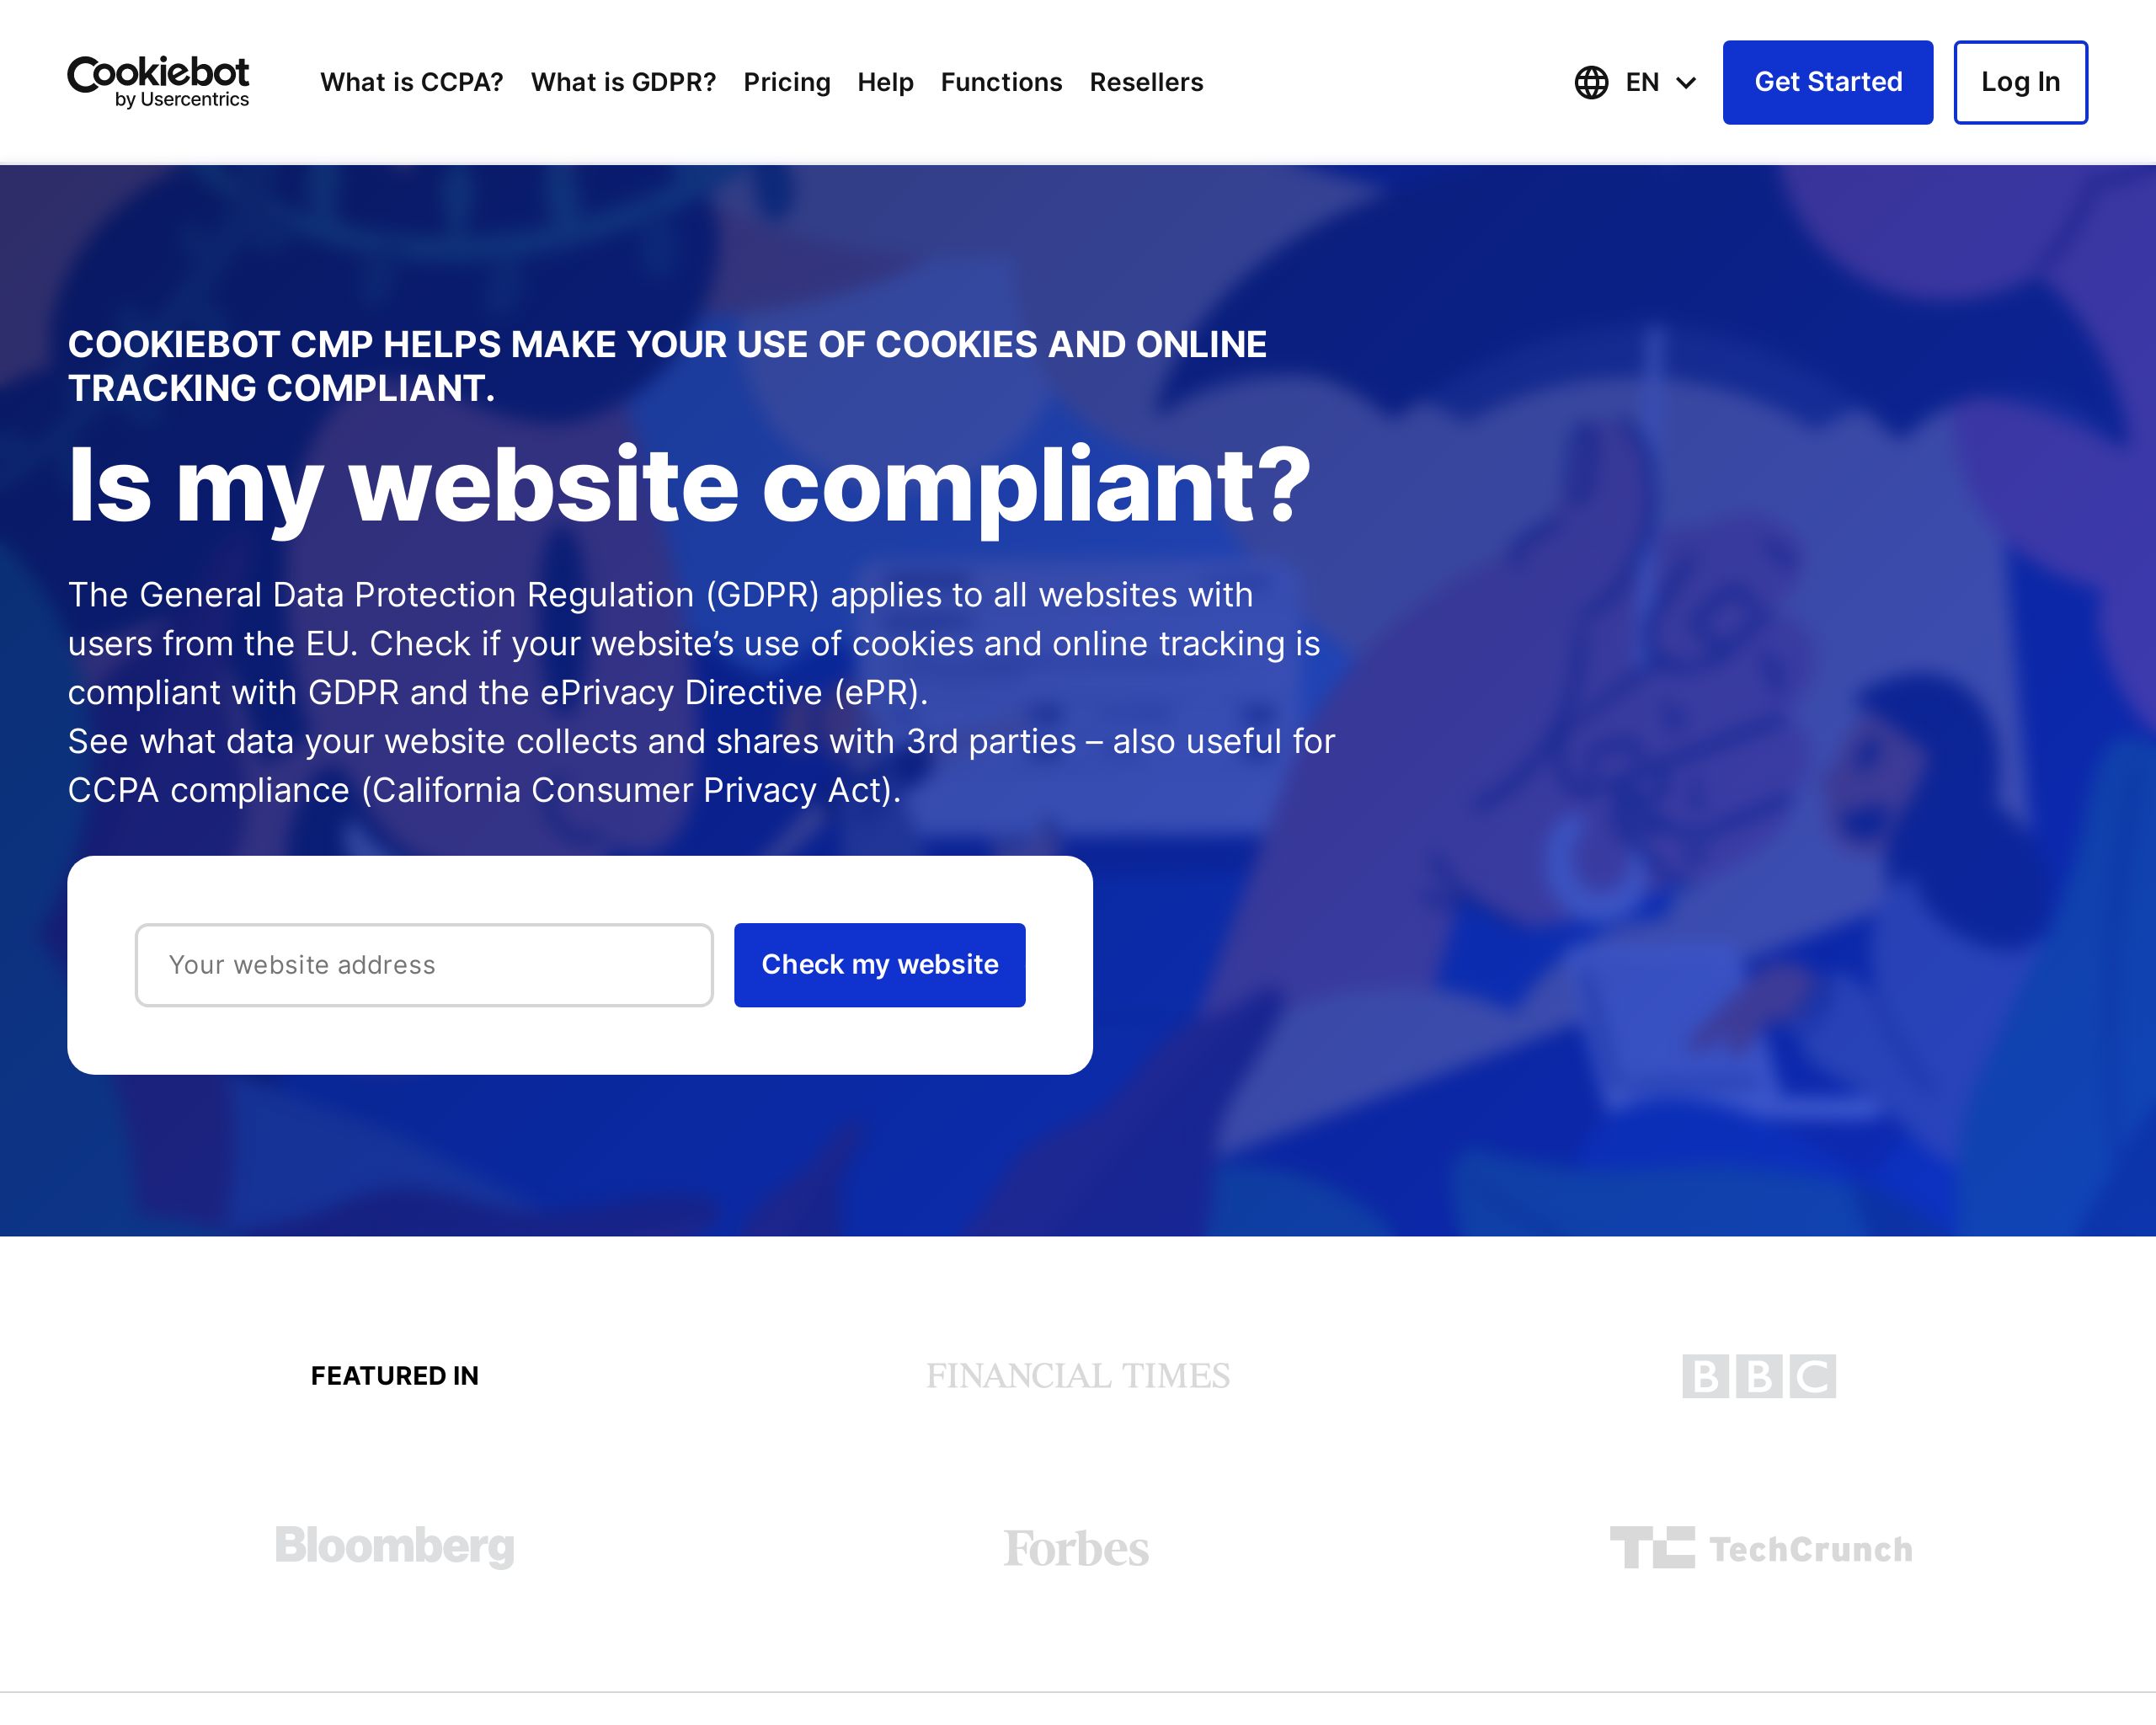 Cookiebot
by Usercentrics
What is CCPA?
What is GDPR?
Pricing
Help
Functions
Resellers
EN
Get Started
Log In
COOKIEBOT CMP HELPS MAKE YOUR USE OF COOKIES AND ONLINE
TRACKING COMPLIANT.
Is my website compliant?
The General Data Protection Regulation (GDPR) applies to all websites with
users from the EU. Check if your website’s use of cookies and online tracking is
compliant with GDPR and the ePrivacy Directive (ePR).
See what data your website collects and shares with 3rd parties – also useful for
CCPA compliance (California Consumer Privacy Act).
Your website address
Check my website
FEATURED IN
FINANCIAL TIMES
BBC
Bloomberg
Forbes
TC TechCrunch